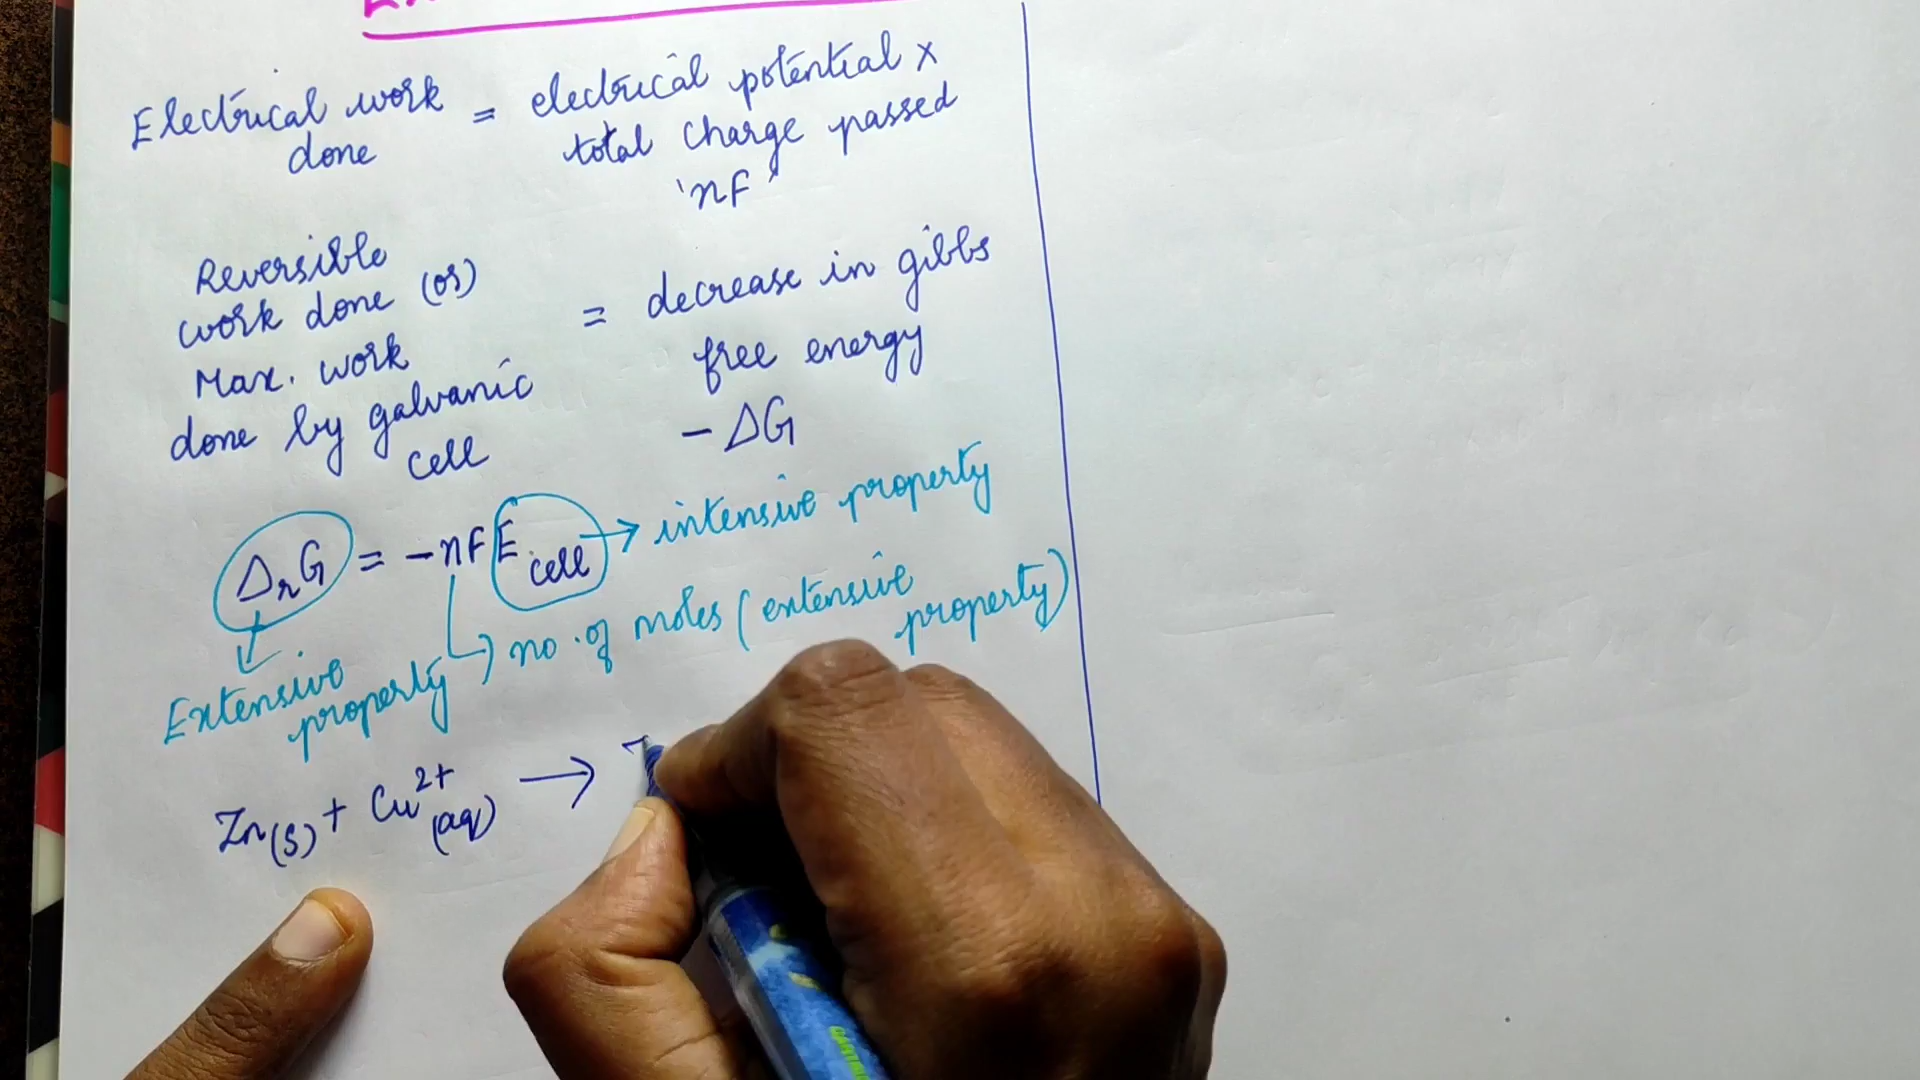 Electrical work = electrical potential ×
done total charge passed
'nF'
Reversible
work done (or) = decrease in gibbs
Max. work free energy
done by galvanic - ΔG
cell
ΔrG = -nFE cell → intensive property
no. of moles (extensive
property)
Extensive
property
Zn(s) + Cu2+(aq) →